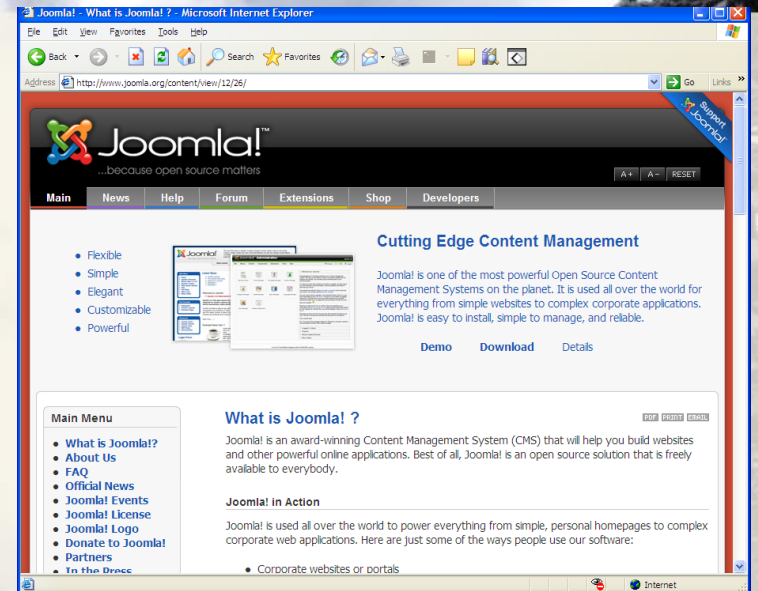 Joomla! - What is Joomla! ? - Microsoft Internet Explorer
File Edit View Favorites Tools Help
Back Search Favorites
Address http://www.joomla.org/content/view/12/26/ Go Links »
Support Joomla!
Joomla!™
...because open source matters
A+ A- RESET
Main News Help Forum Extensions Shop Developers
Cutting Edge Content Management
• Flexible
• Simple
• Elegant
• Customizable
• Powerful
Joomla! is one of the most powerful Open Source Content
Management Systems on the planet. It is used all over the world for
everything from simple websites to complex corporate applications.
Joomla! is easy to install, simple to manage, and reliable.
Demo Download Details
Main Menu
• What is Joomla!?
• About Us
• FAQ
• Official News
• Joomla! Events
• Joomla! License
• Joomla! Logo
• Donate to Joomla!
• Partners
• In the Press
What is Joomla! ?
PDF PRINT EMAIL
Joomla! is an award-winning Content Management System (CMS) that will help you build websites
and other powerful online applications. Best of all, Joomla! is an open source solution that is freely
available to everybody.
Joomla! in Action
Joomla! is used all over the world to power everything from simple, personal homepages to complex
corporate web applications. Here are just some of the ways people use our software:
• Corporate websites or portals
Internet